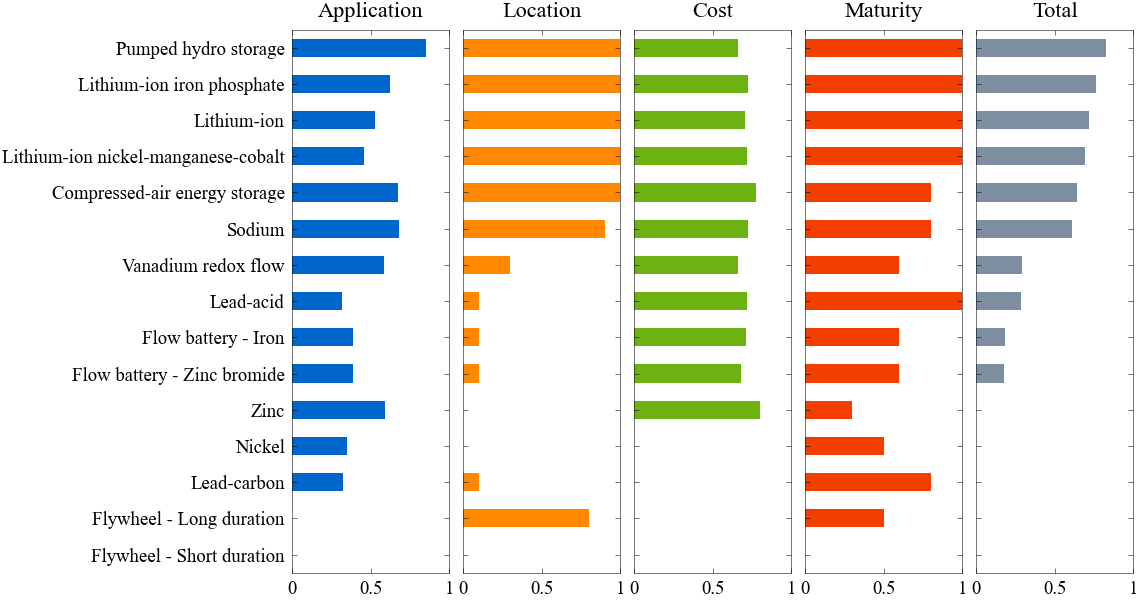 Application Location Cost Maturity Total
Pumped hydro storage
Lithium-ion iron phosphate
Lithium-ion
Lithium-ion nickel-manganese-cobalt
Compressed-air energy storage
Sodium
Vanadium redox flow
Lead-acid
Flow battery - Iron
Flow battery - Zinc bromide
Zinc
Nickel
Lead-carbon
Flywheel - Long duration
Flywheel - Short duration
0 0.5 1 0 0.5 1 0 0.5 1 0 0.5 1 0 0.5 1